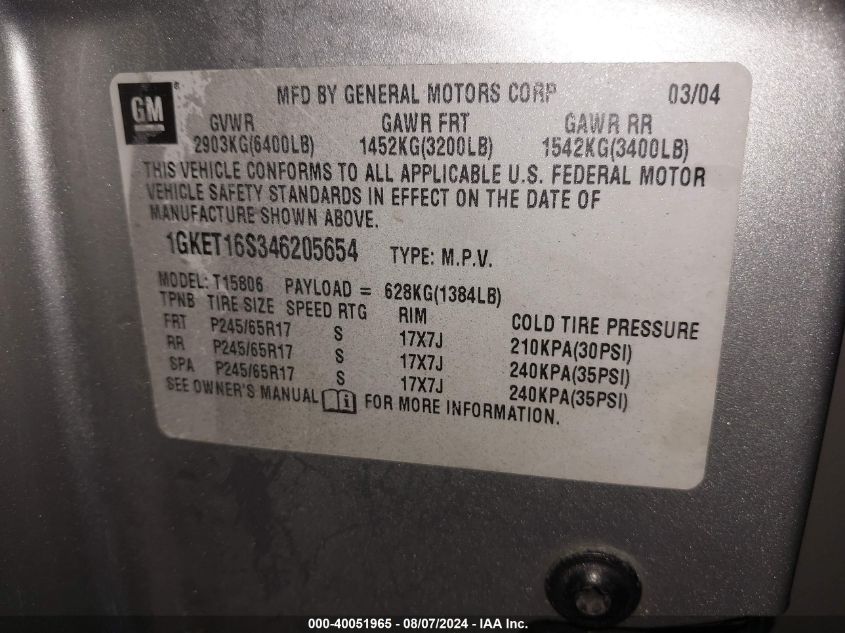 GM
MFD BY GENERAL MOTORS CORP 03/04
GVWR GAWR FRT GAWR RR
2903KG(6400LB) 1452KG(3200LB) 1542KG(3400LB)
THIS VEHICLE CONFORMS TO ALL APPLICABLE U.S. FEDERAL MOTOR
VEHICLE SAFETY STANDARDS IN EFFECT ON THE DATE OF
MANUFACTURE SHOWN ABOVE.
1GKET16S346205654 TYPE: M.P.V.
MODEL: T15806 PAYLOAD = 628KG(1384LB)
TPNB TIRE SIZE SPEED RTG RIM COLD TIRE PRESSURE
FRT P245/65R17 S 17X7J 210KPA(30PSI)
RR P245/65R17 S 17X7J 240KPA(35PSI)
SPA P245/65R17 S 17X7J 240KPA(35PSI)
SEE OWNER'S MANUAL FOR MORE INFORMATION.
000-40051965 - 08/07/2024 - IAA Inc.